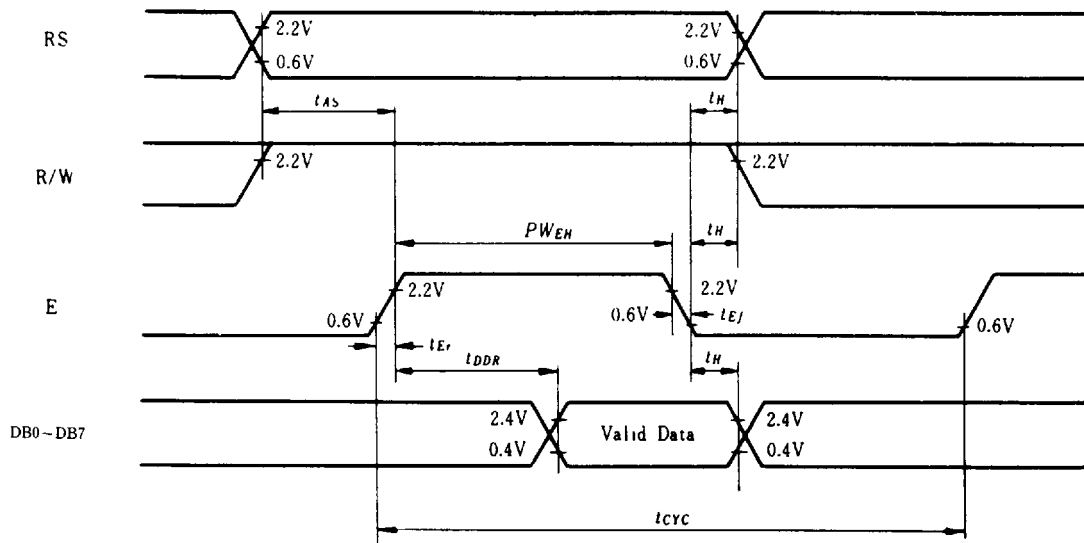 RS
2.2V
0.6V
2.2V
0.6V
tAS
tH
R/W
2.2V
2.2V
PWEH
tH
E
0.6V
2.2V
0.6V
2.2V
tEf
0.6V
tEr
tDDR
tH
DB0~DB7
2.4V
0.4V
Valid Data
2.4V
0.4V
tCYC